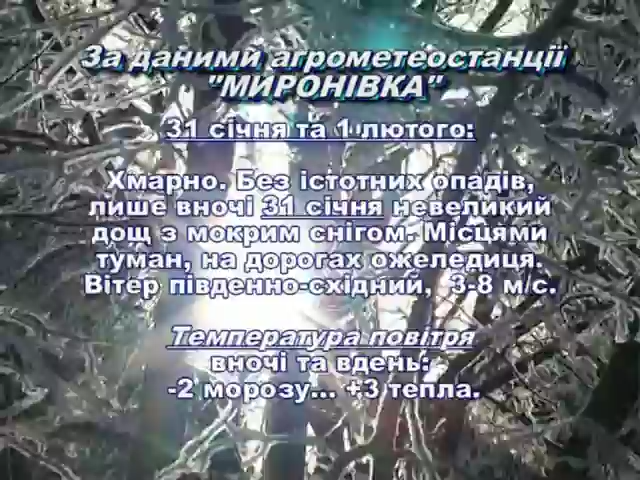 За даними агрометеостанції
"МИРОНІВКА"
31 січня та 1 лютого:
Хмарно. Без істотних опадів,
лише вночі 31 січня невеликий
дощ з мокрим снігом. Місцями
туман, на дорогах ожеледиця.
Вітер південно-східний, 3-8 м/с.
Температура повітря
вночі та вдень:
-2 морозу... +3 тепла.